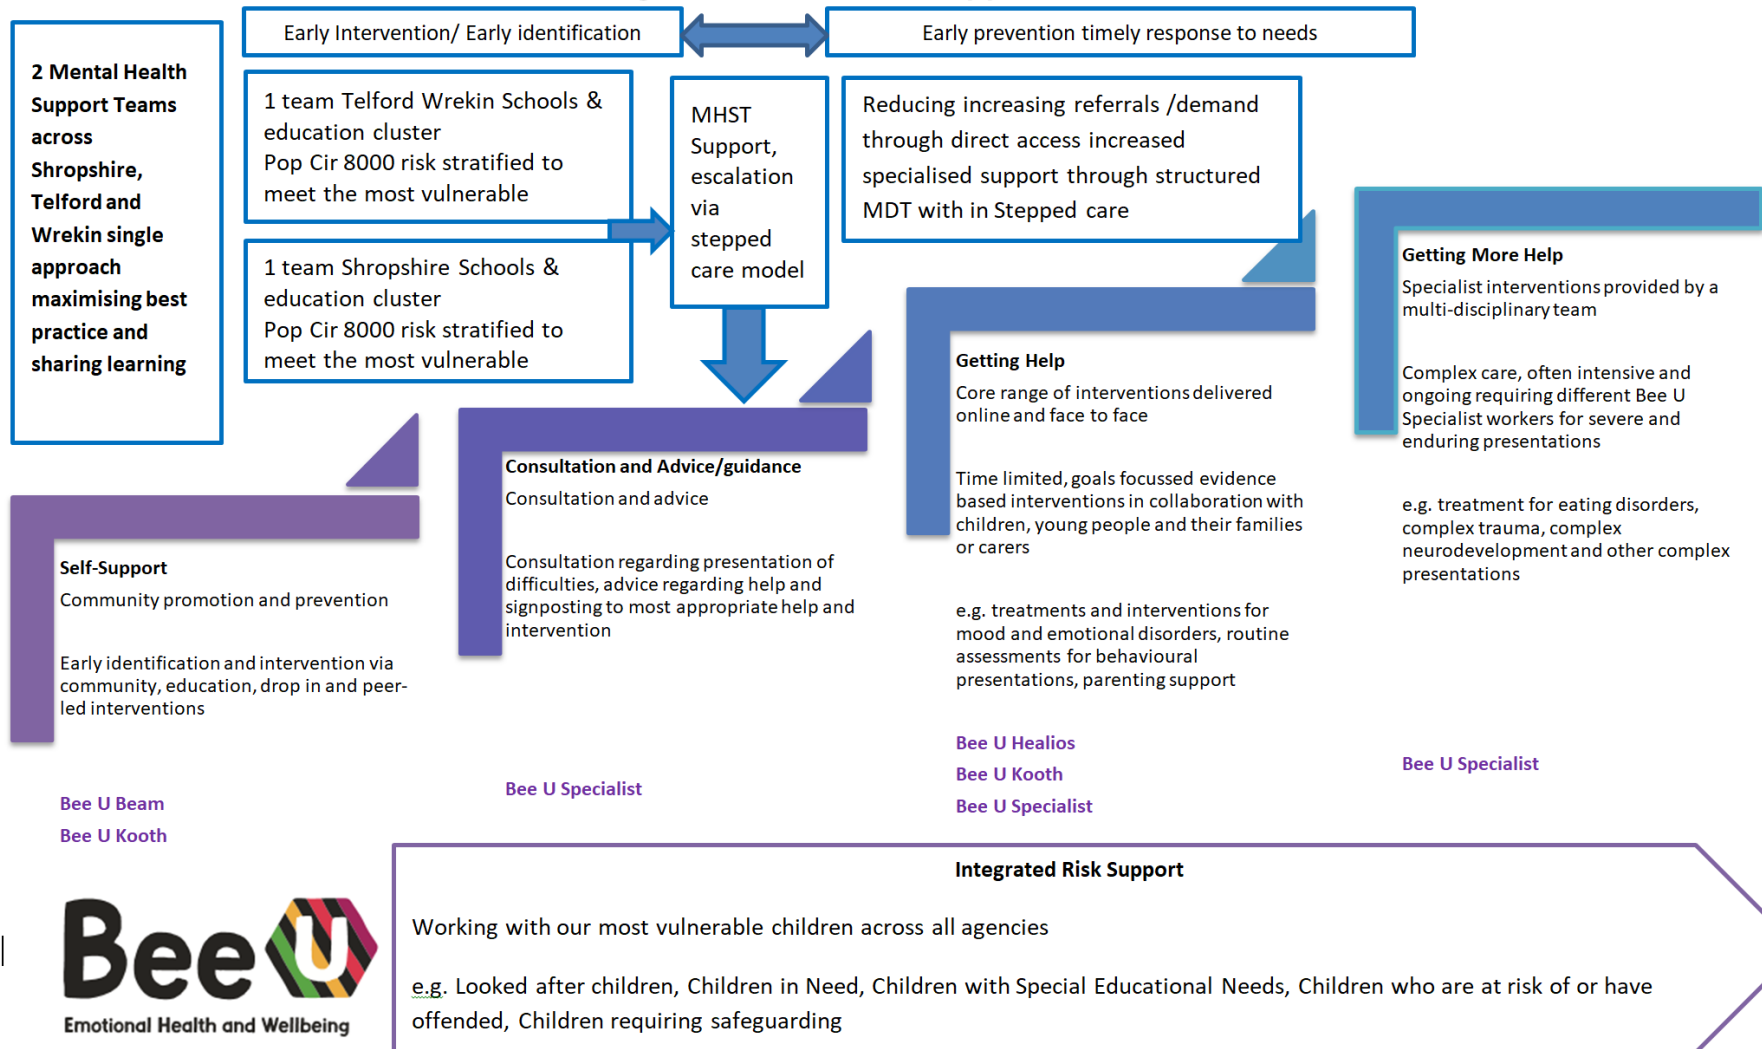 2 Mental Health
Support Teams
across
Shropshire,
Telford and
Wrekin single
approach
maximising best
practice and
sharing learning
Early Intervention/ Early identification
Early prevention timely response to needs
1 team Telford Wrekin Schools &
education cluster
Pop Cir 8000 risk stratified to
meet the most vulnerable
1 team Shropshire Schools &
education cluster
Pop Cir 8000 risk stratified to
meet the most vulnerable
MHST
Support,
escalation
via
stepped
care model
Reducing increasing referrals /demand
through direct access increased
specialised support through structured
MDT with in Stepped care
Self-Support
Community promotion and prevention
Early identification and intervention via
community, education, drop in and peer-
led interventions
Bee U Beam
Bee U Kooth
Consultation and Advice/guidance
Consultation and advice
Consultation regarding presentation of
difficulties, advice regarding help and
signposting to most appropriate help and
intervention
Bee U Specialist
Getting Help
Core range of interventions delivered
online and face to face
Time limited, goals focussed evidence
based interventions in collaboration with
children, young people and their families
or carers
e.g. treatments and interventions for
mood and emotional disorders, routine
assessments for behavioural
presentations, parenting support
Bee U Healios
Bee U Kooth
Bee U Specialist
Getting More Help
Specialist interventions provided by a
multi-disciplinary team
Complex care, often intensive and
ongoing requiring different Bee U
Specialist workers for severe and
enduring presentations
e.g. treatment for eating disorders,
complex trauma, complex
neurodevelopment and other complex
presentations
Bee U Specialist
Bee U
Emotional Health and Wellbeing
Integrated Risk Support
Working with our most vulnerable children across all agencies
e.g. Looked after children, Children in Need, Children with Special Educational Needs, Children who are at risk of or have
offended, Children requiring safeguarding